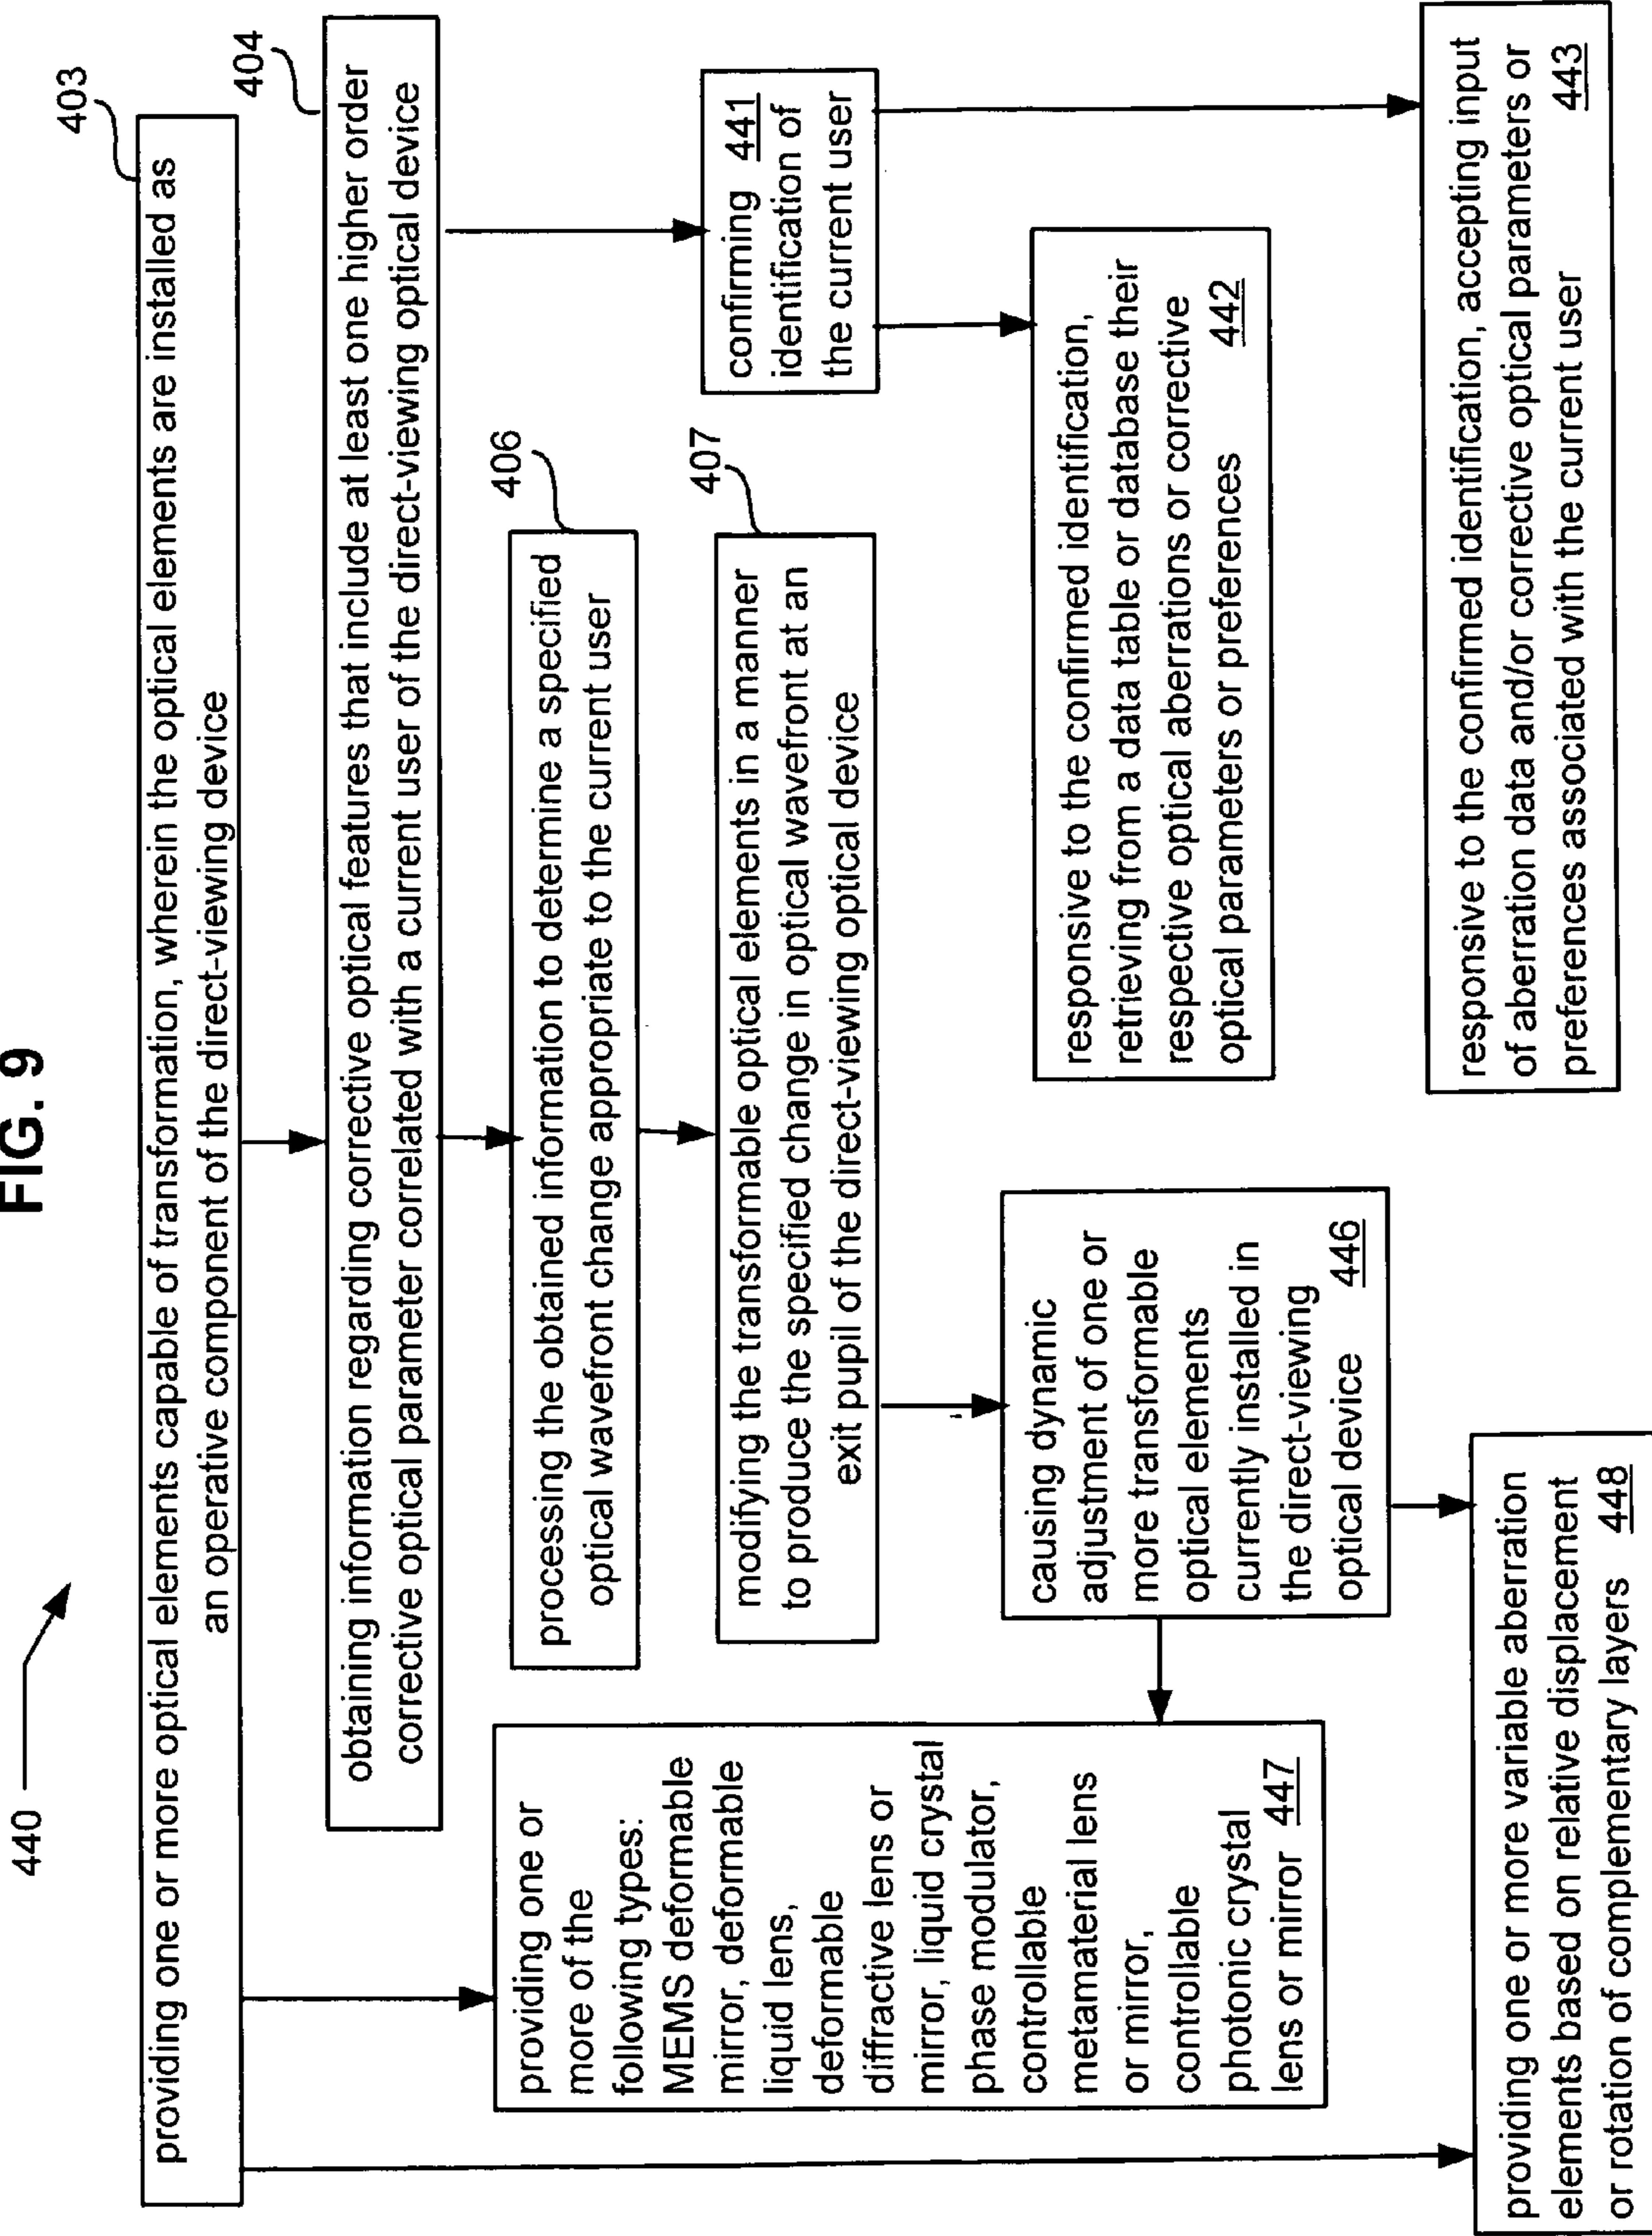 FIG. 9
440
403
providing one or more optical elements capable of transformation, wherein the optical elements are installed as
an operative component of the direct-viewing device
404
obtaining information regarding corrective optical features that include at least one higher order
corrective optical parameter correlated with a current user of the direct-viewing optical device
406
processing the obtained information to determine a specified
optical wavefront change appropriate to the current user
407
modifying the transformable optical elements in a manner
to produce the specified change in optical wavefront at an
exit pupil of the direct-viewing optical device
confirming 441
identification of
the current user
responsive to the confirmed identification,
retrieving from a data table or database their
respective optical aberrations or corrective
optical parameters or preferences 442
responsive to the confirmed identification, accepting input
of aberration data and/or corrective optical parameters or
preferences associated with the current user 443
causing dynamic
adjustment of one or
more transformable
optical elements
currently installed in
the direct-viewing
optical device 446
providing one or
more of the
following types:
MEMS deformable
mirror, deformable
liquid lens,
deformable
diffractive lens or
mirror, liquid crystal
phase modulator,
controllable
metamaterial lens
or mirror,
controllable
photonic crystal
lens or mirror 447
providing one or more variable aberration
elements based on relative displacement
or rotation of complementary layers 448